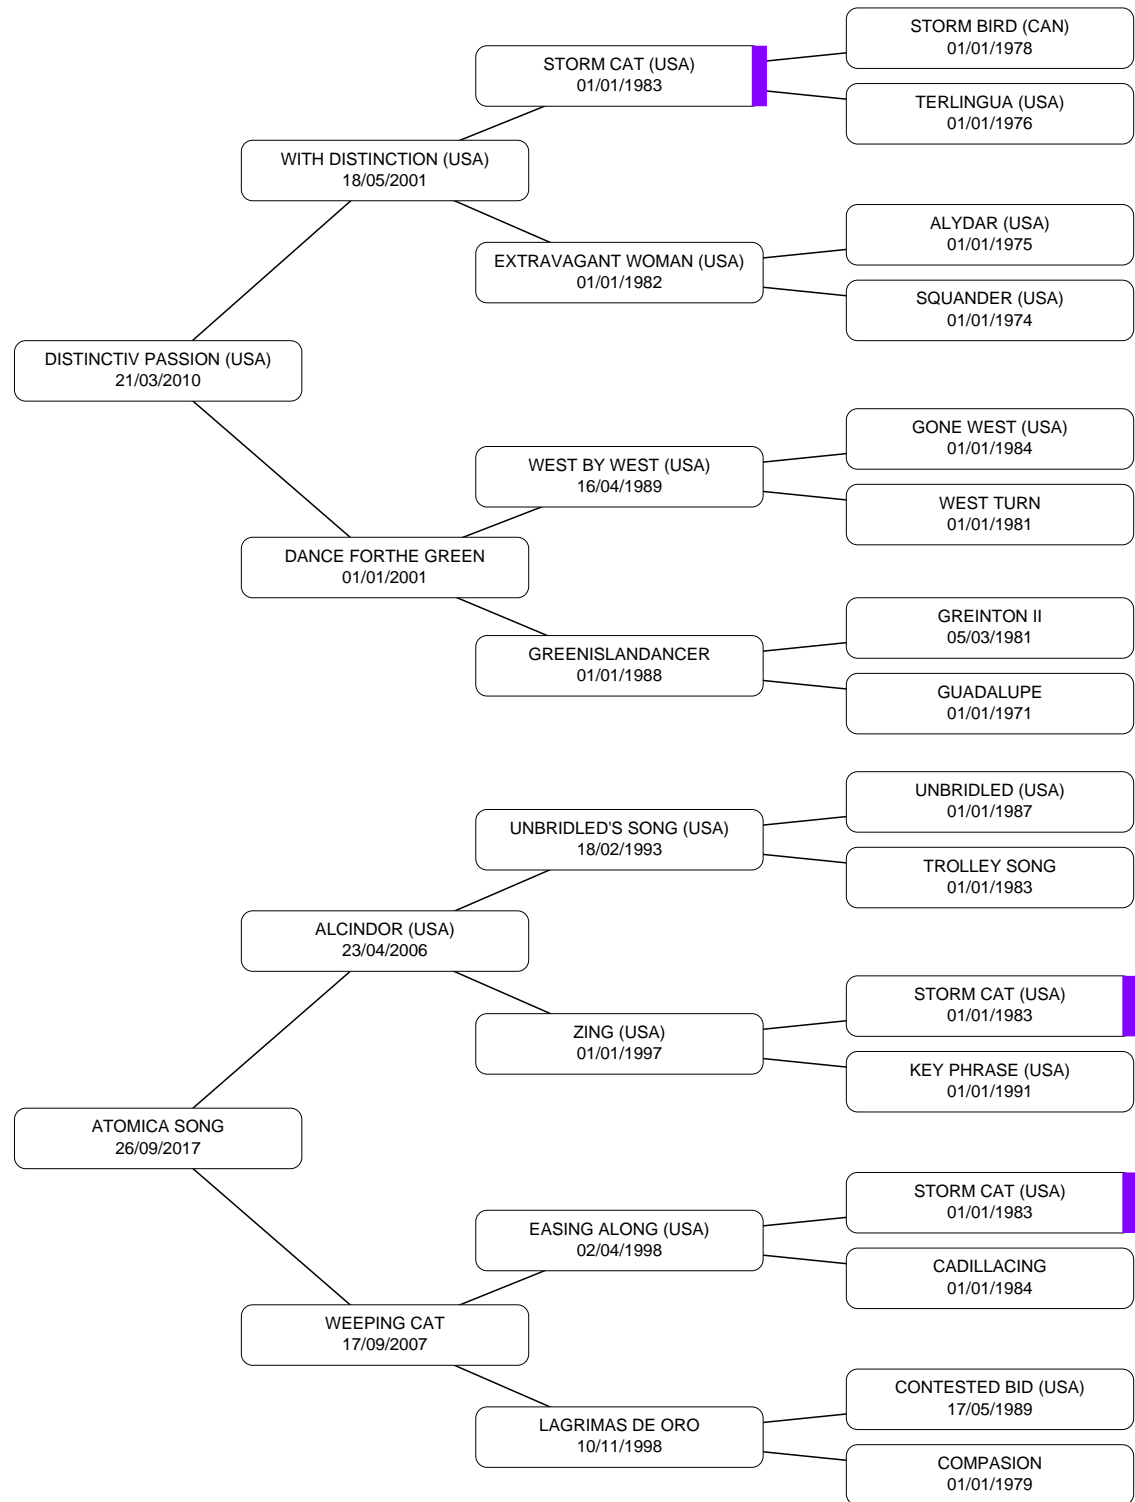 STORM BIRD (CAN)
01/01/1978
STORM CAT (USA)
01/01/1983
TERLINGUA (USA)
01/01/1976
WITH DISTINCTION (USA)
18/05/2001
ALYDAR (USA)
01/01/1975
EXTRAVAGANT WOMAN (USA)
01/01/1982
SQUANDER (USA)
01/01/1974
DISTINCTIV PASSION (USA)
21/03/2010
GONE WEST (USA)
01/01/1984
WEST BY WEST (USA)
16/04/1989
WEST TURN
01/01/1981
DANCE FORTHE GREEN
01/01/2001
GREINTON II
05/03/1981
GREENISLANDANCER
01/01/1988
GUADALUPE
01/01/1971
UNBRIDLED (USA)
01/01/1987
UNBRIDLED'S SONG (USA)
18/02/1993
TROLLEY SONG
01/01/1983
ALCINDOR (USA)
23/04/2006
STORM CAT (USA)
01/01/1983
ZING (USA)
01/01/1997
KEY PHRASE (USA)
01/01/1991
ATOMICA SONG
26/09/2017
STORM CAT (USA)
01/01/1983
EASING ALONG (USA)
02/04/1998
CADILLACING
01/01/1984
WEEPING CAT
17/09/2007
CONTESTED BID (USA)
17/05/1989
LAGRIMAS DE ORO
10/11/1998
COMPASION
01/01/1979